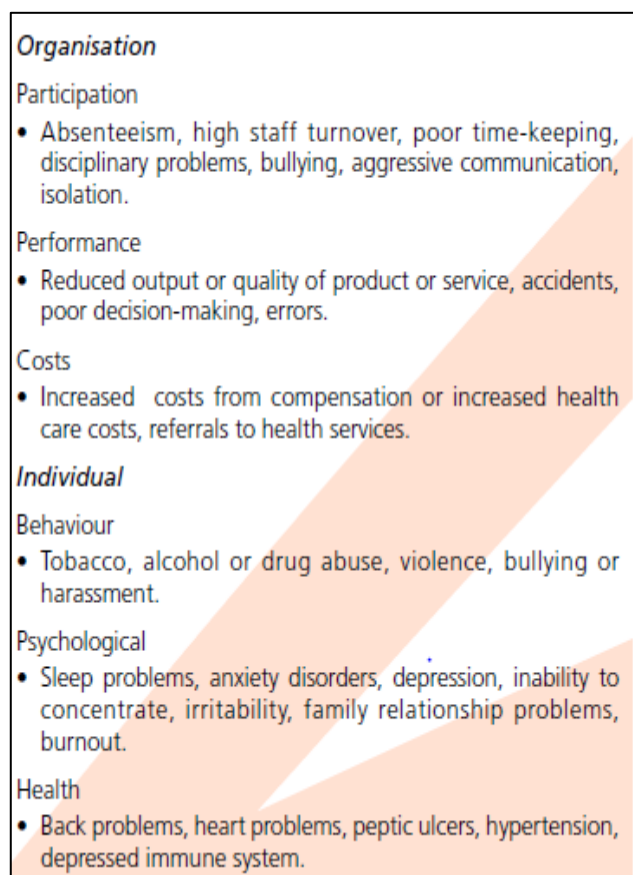 Organisation
Participation
• Absenteeism, high staff turnover, poor time-keeping,
disciplinary problems, bullying, aggressive communication,
isolation.
Performance
• Reduced output or quality of product or service, accidents,
poor decision-making, errors.
Costs
• Increased costs from compensation or increased health
care costs, referrals to health services.
Individual
Behaviour
• Tobacco, alcohol or drug abuse, violence, bullying or
harassment.
Psychological
• Sleep problems, anxiety disorders, depression, inability to
concentrate, irritability, family relationship problems,
burnout.
Health
• Back problems, heart problems, peptic ulcers, hypertension,
depressed immune system.